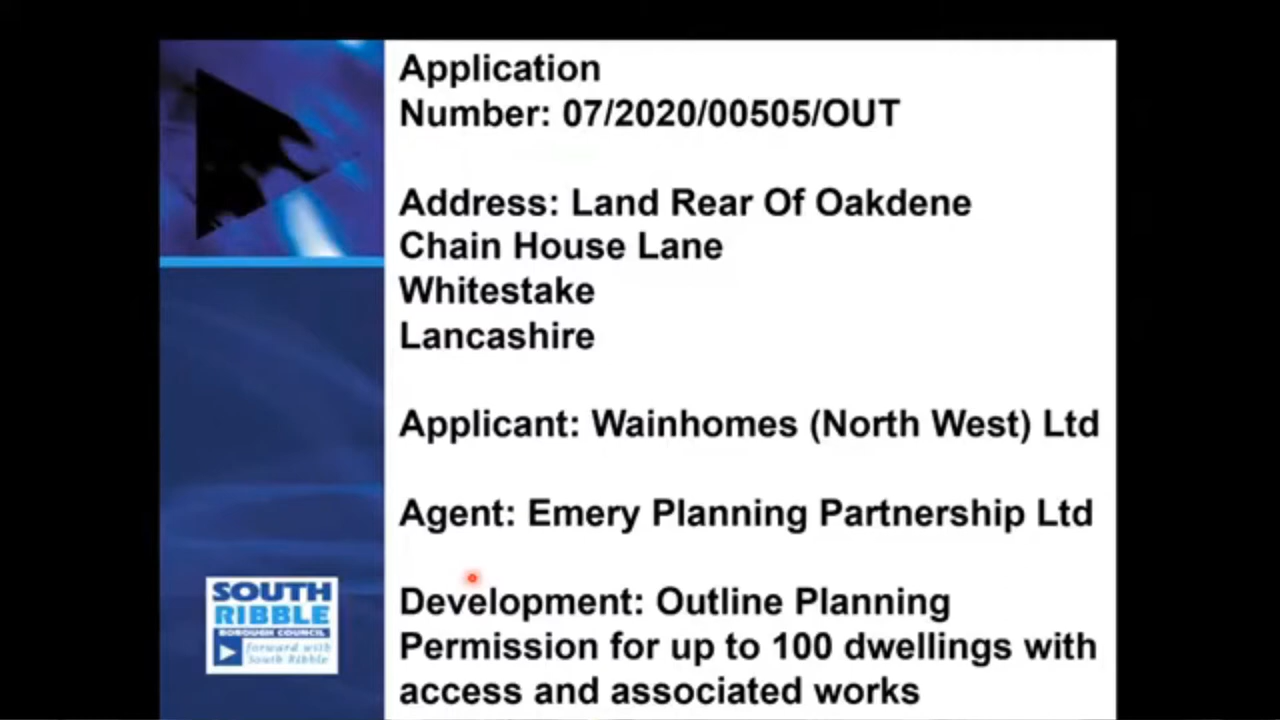 Application
Number: 07/2020/00505/OUT
Address: Land Rear Of Oakdene
Chain House Lane
Whitestake
Lancashire
Applicant: Wainhomes (North West) Ltd
Agent: Emery Planning Partnership Ltd
Development: Outline Planning
Permission for up to 100 dwellings with
access and associated works
SOUTH
RIBBLE
BOROUGH COUNCIL
forward with
South Ribble